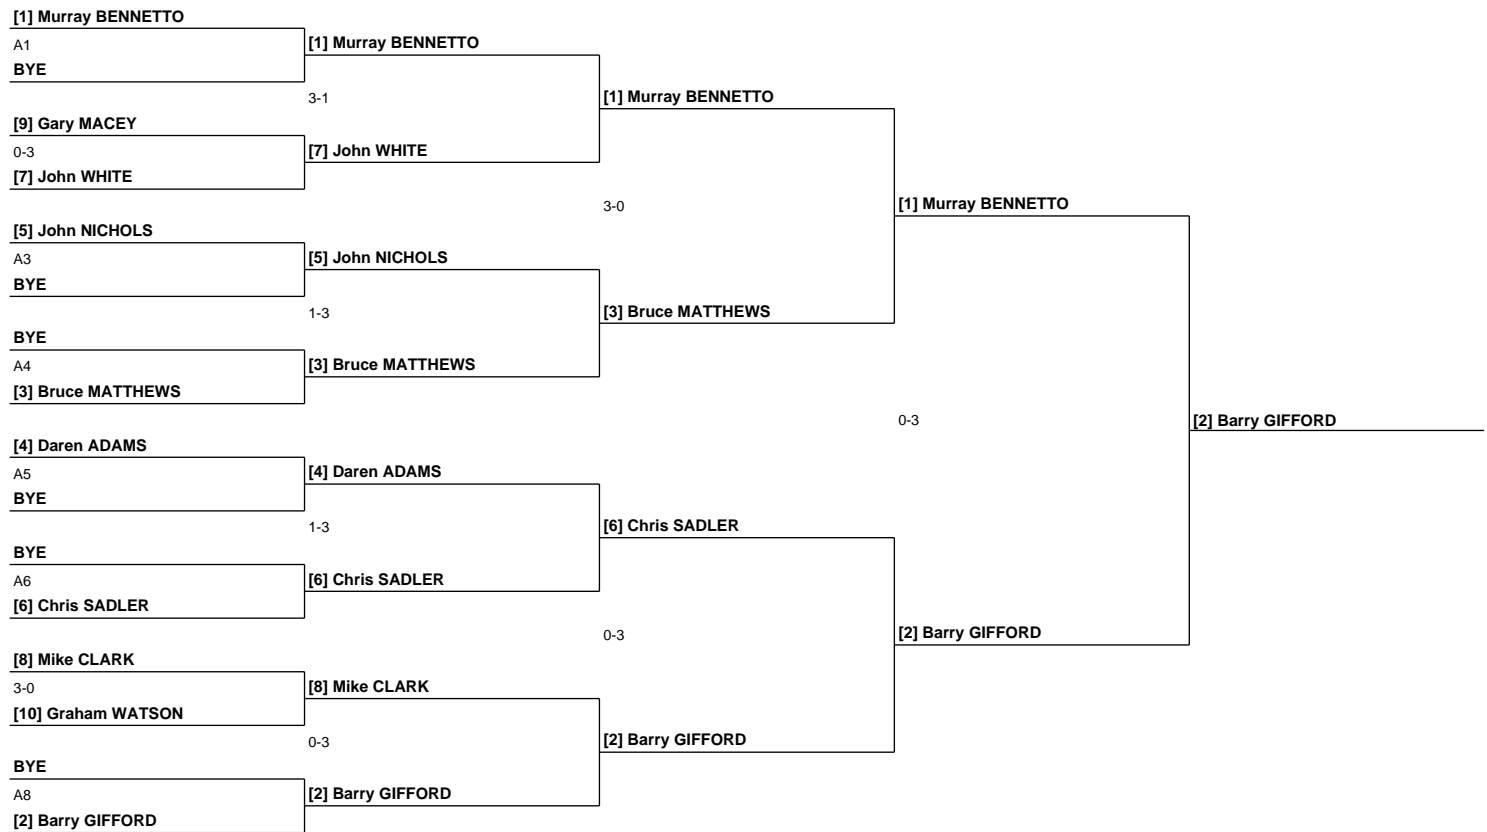 [1] Murray BENNETTO
A1
BYE
[9] Gary MACEY
0-3
[7] John WHITE
[5] John NICHOLS
A3
BYE
BYE
A4
[3] Bruce MATTHEWS
[4] Daren ADAMS
A5
BYE
BYE
A6
[6] Chris SADLER
[8] Mike CLARK
3-0
[10] Graham WATSON
BYE
A8
[2] Barry GIFFORD
[1] Murray BENNETTO
3-1
[7] John WHITE
[5] John NICHOLS
1-3
[3] Bruce MATTHEWS
[4] Daren ADAMS
1-3
[6] Chris SADLER
[8] Mike CLARK
0-3
[2] Barry GIFFORD
[1] Murray BENNETTO
3-0
[3] Bruce MATTHEWS
[6] Chris SADLER
0-3
[2] Barry GIFFORD
[1] Murray BENNETTO
0-3
[2] Barry GIFFORD
[2] Barry GIFFORD